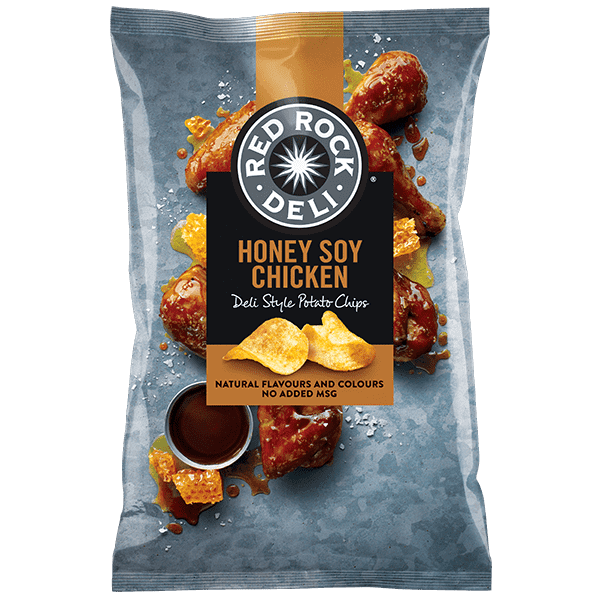 RED ROCK
· DELI ·
®
HONEY SOY
CHICKEN
Deli Style Potato Chips
NATURAL FLAVOURS AND COLOURS
NO ADDED MSG